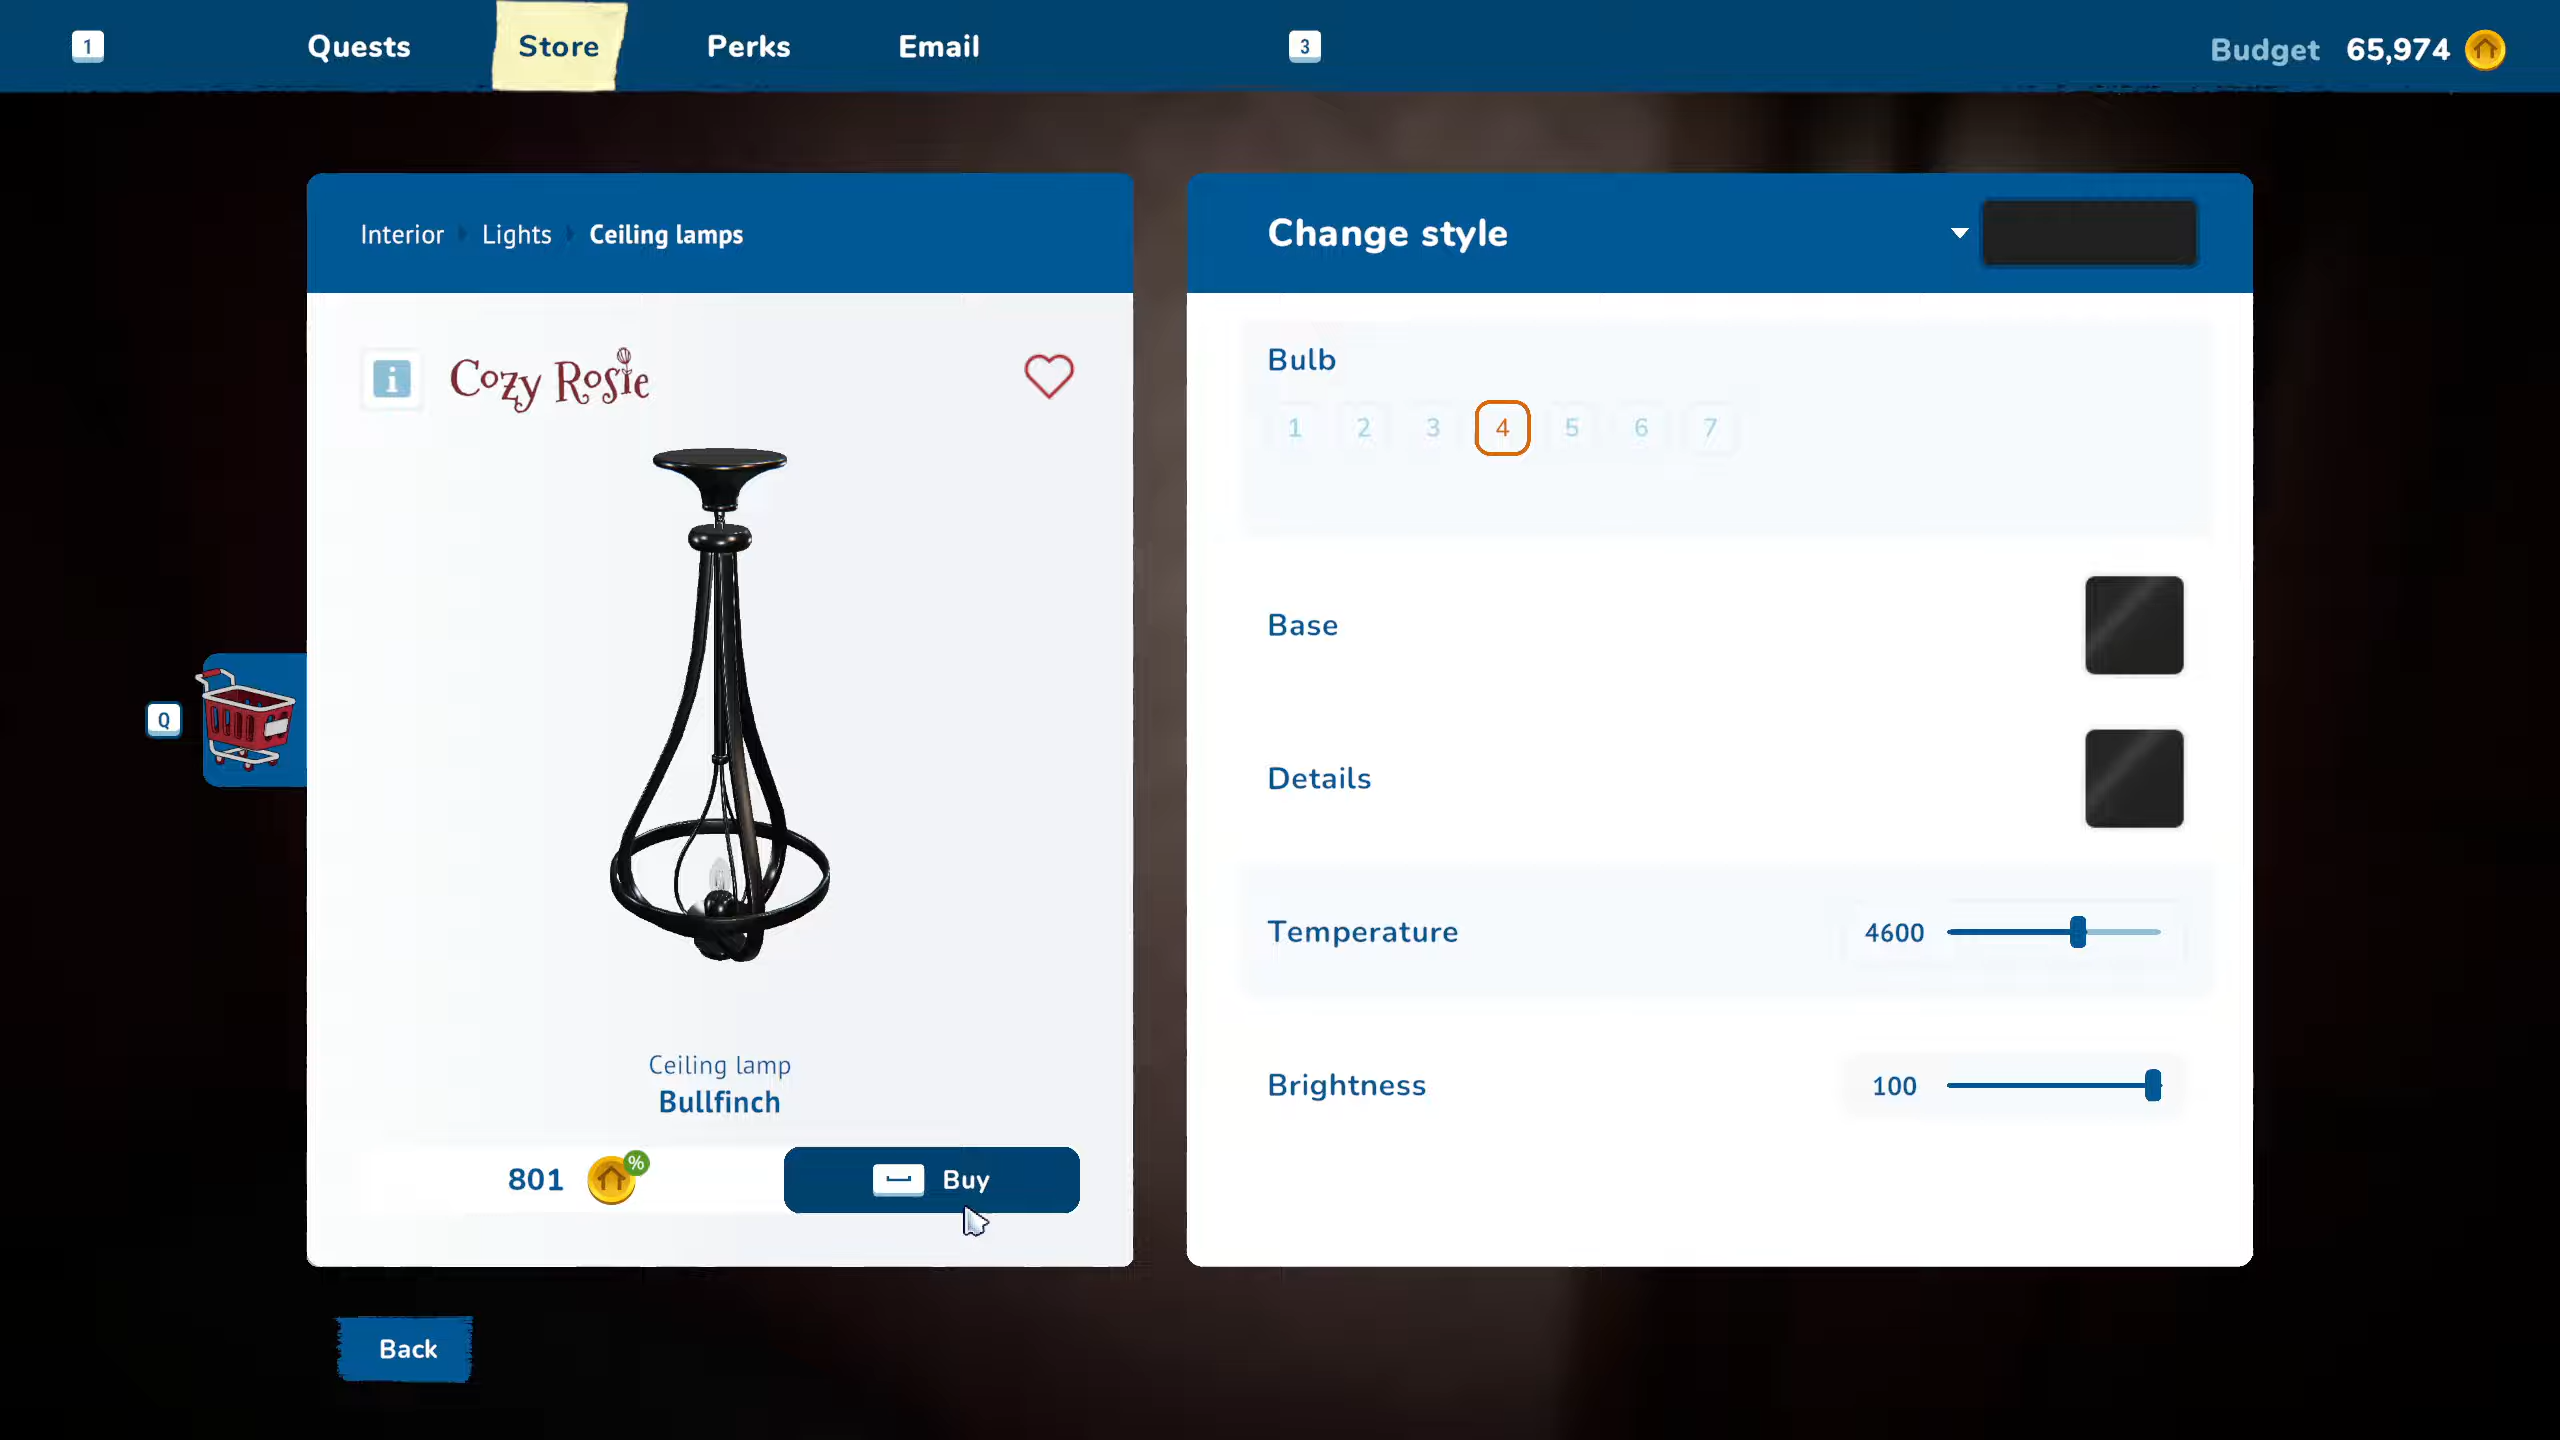 1
Quests
Store
Perks
Email
3
Budget 65,974
Interior Lights Ceiling lamps
Cozy Rosie
Ceiling lamp
Bullfinch
801 %
Buy
Q
Back
Change style
Bulb
1 2 3 4 5 6 7
Base
Details
Temperature 4600
Brightness 100